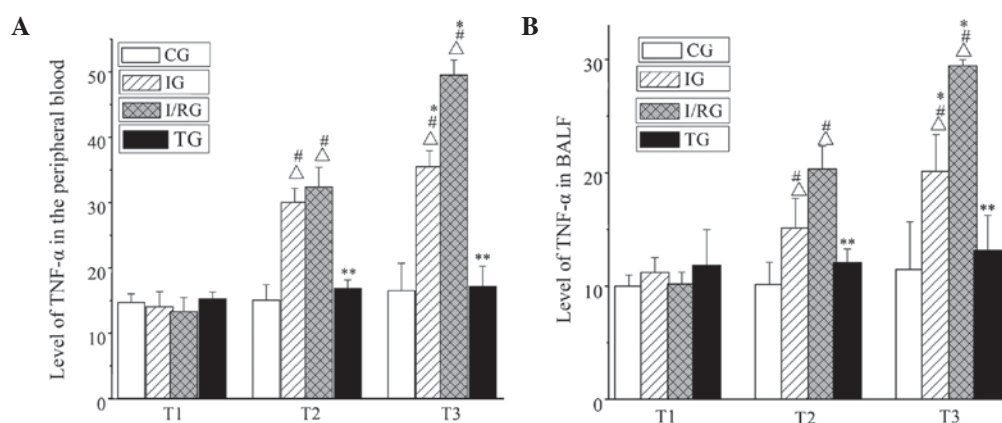 A
Level of TNF-α in the peripheral blood
CG
IG
I/RG
TG
50
40
30
20
10
0
#
△
#
△
**
*
#
△
*
#
△
**
T1
T2
T3
B
Level of TNF-α in BALF
CG
IG
I/RG
TG
30
20
10
0
#
△
#
△
**
*
#
△
*
#
△
**
T1
T2
T3